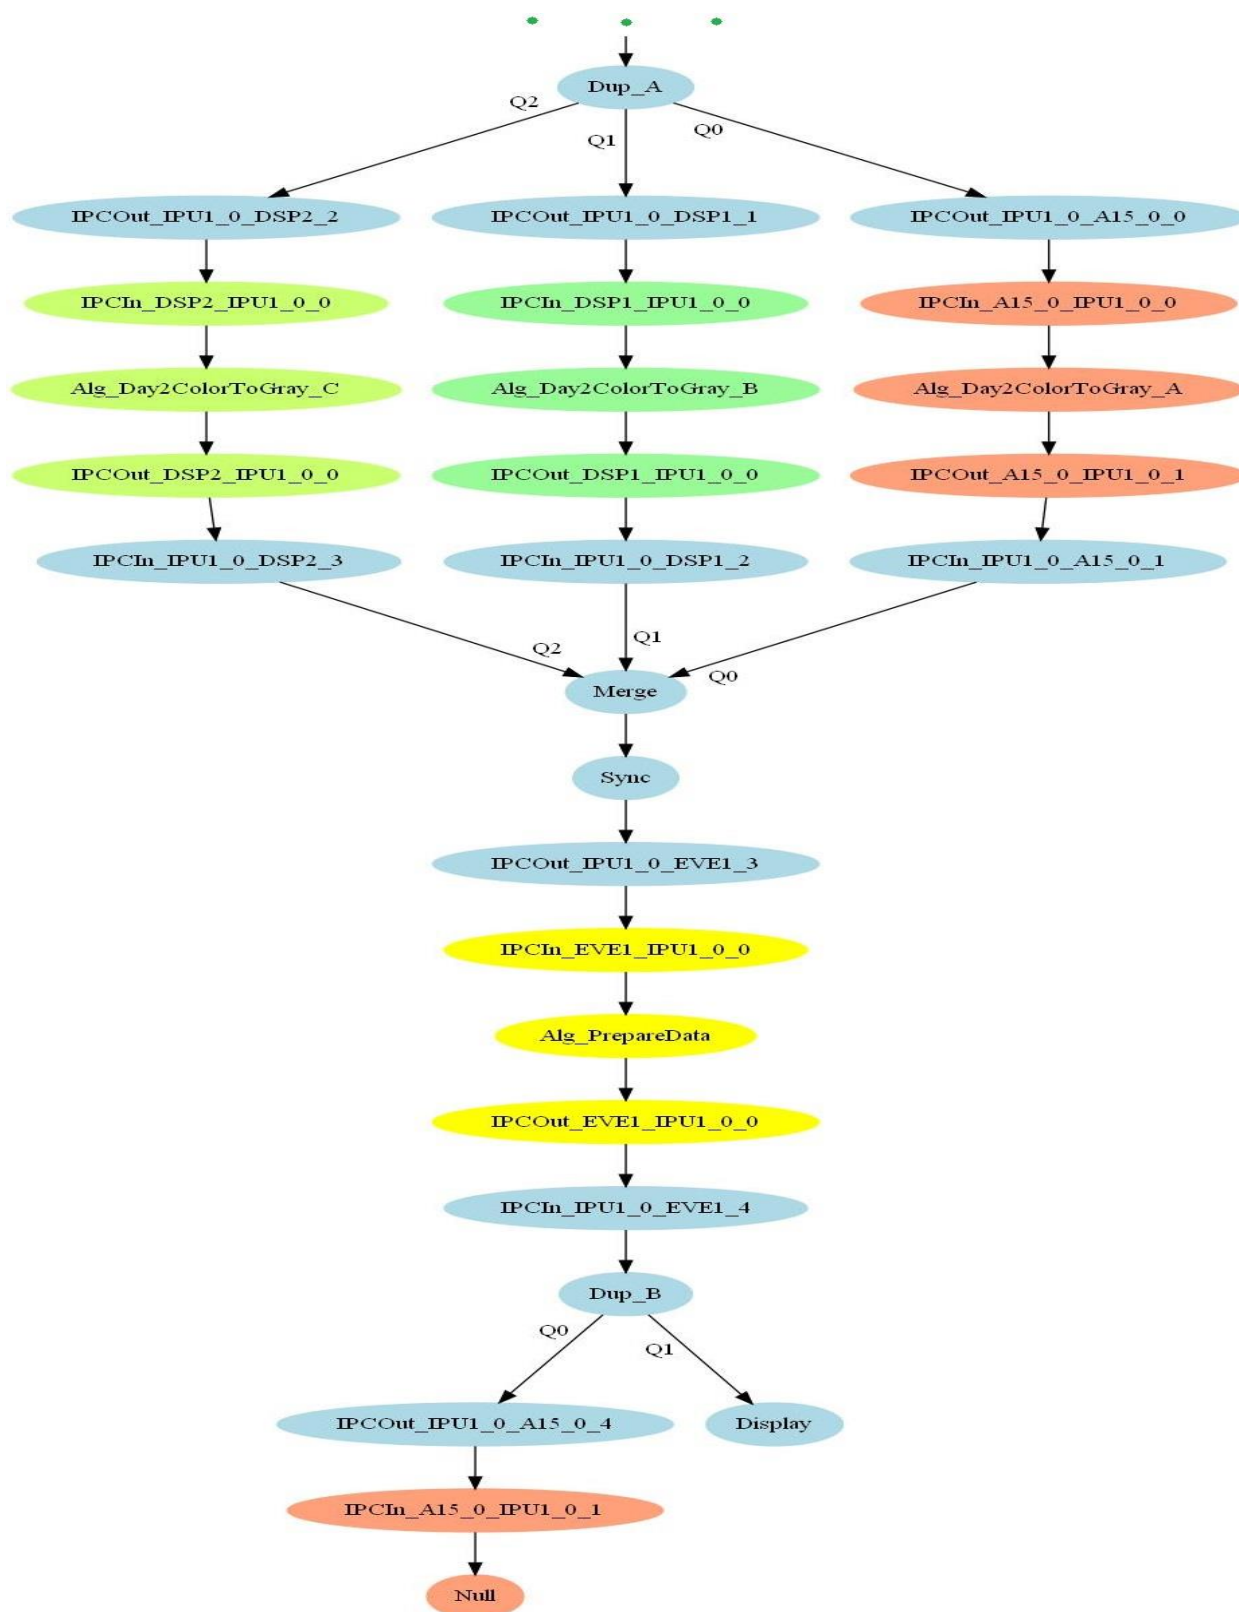 Dup_A
Q2
Q1
Q0
IPCOut_IPU1_0_DSP2_2
IPCOut_IPU1_0_DSP1_1
IPCOut_IPU1_0_A15_0_0
IPCIn_DSP2_IPU1_0_0
IPCIn_DSP1_IPU1_0_0
IPCIn_A15_0_IPU1_0_0
Alg_Day2ColorToGray_C
Alg_Day2ColorToGray_B
Alg_Day2ColorToGray_A
IPCOut_DSP2_IPU1_0_0
IPCOut_DSP1_IPU1_0_0
IPCOut_A15_0_IPU1_0_1
IPCIn_IPU1_0_DSP2_3
IPCIn_IPU1_0_DSP1_2
IPCIn_IPU1_0_A15_0_1
Q2
Q1
Q0
Merge
Sync
IPCOut_IPU1_0_EVE1_3
IPCIn_EVE1_IPU1_0_0
Alg_PrepareData
IPCOut_EVE1_IPU1_0_0
IPCIn_IPU1_0_EVE1_4
Dup_B
Q0
Q1
IPCOut_IPU1_0_A15_0_4
Display
IPCIn_A15_0_IPU1_0_1
Null